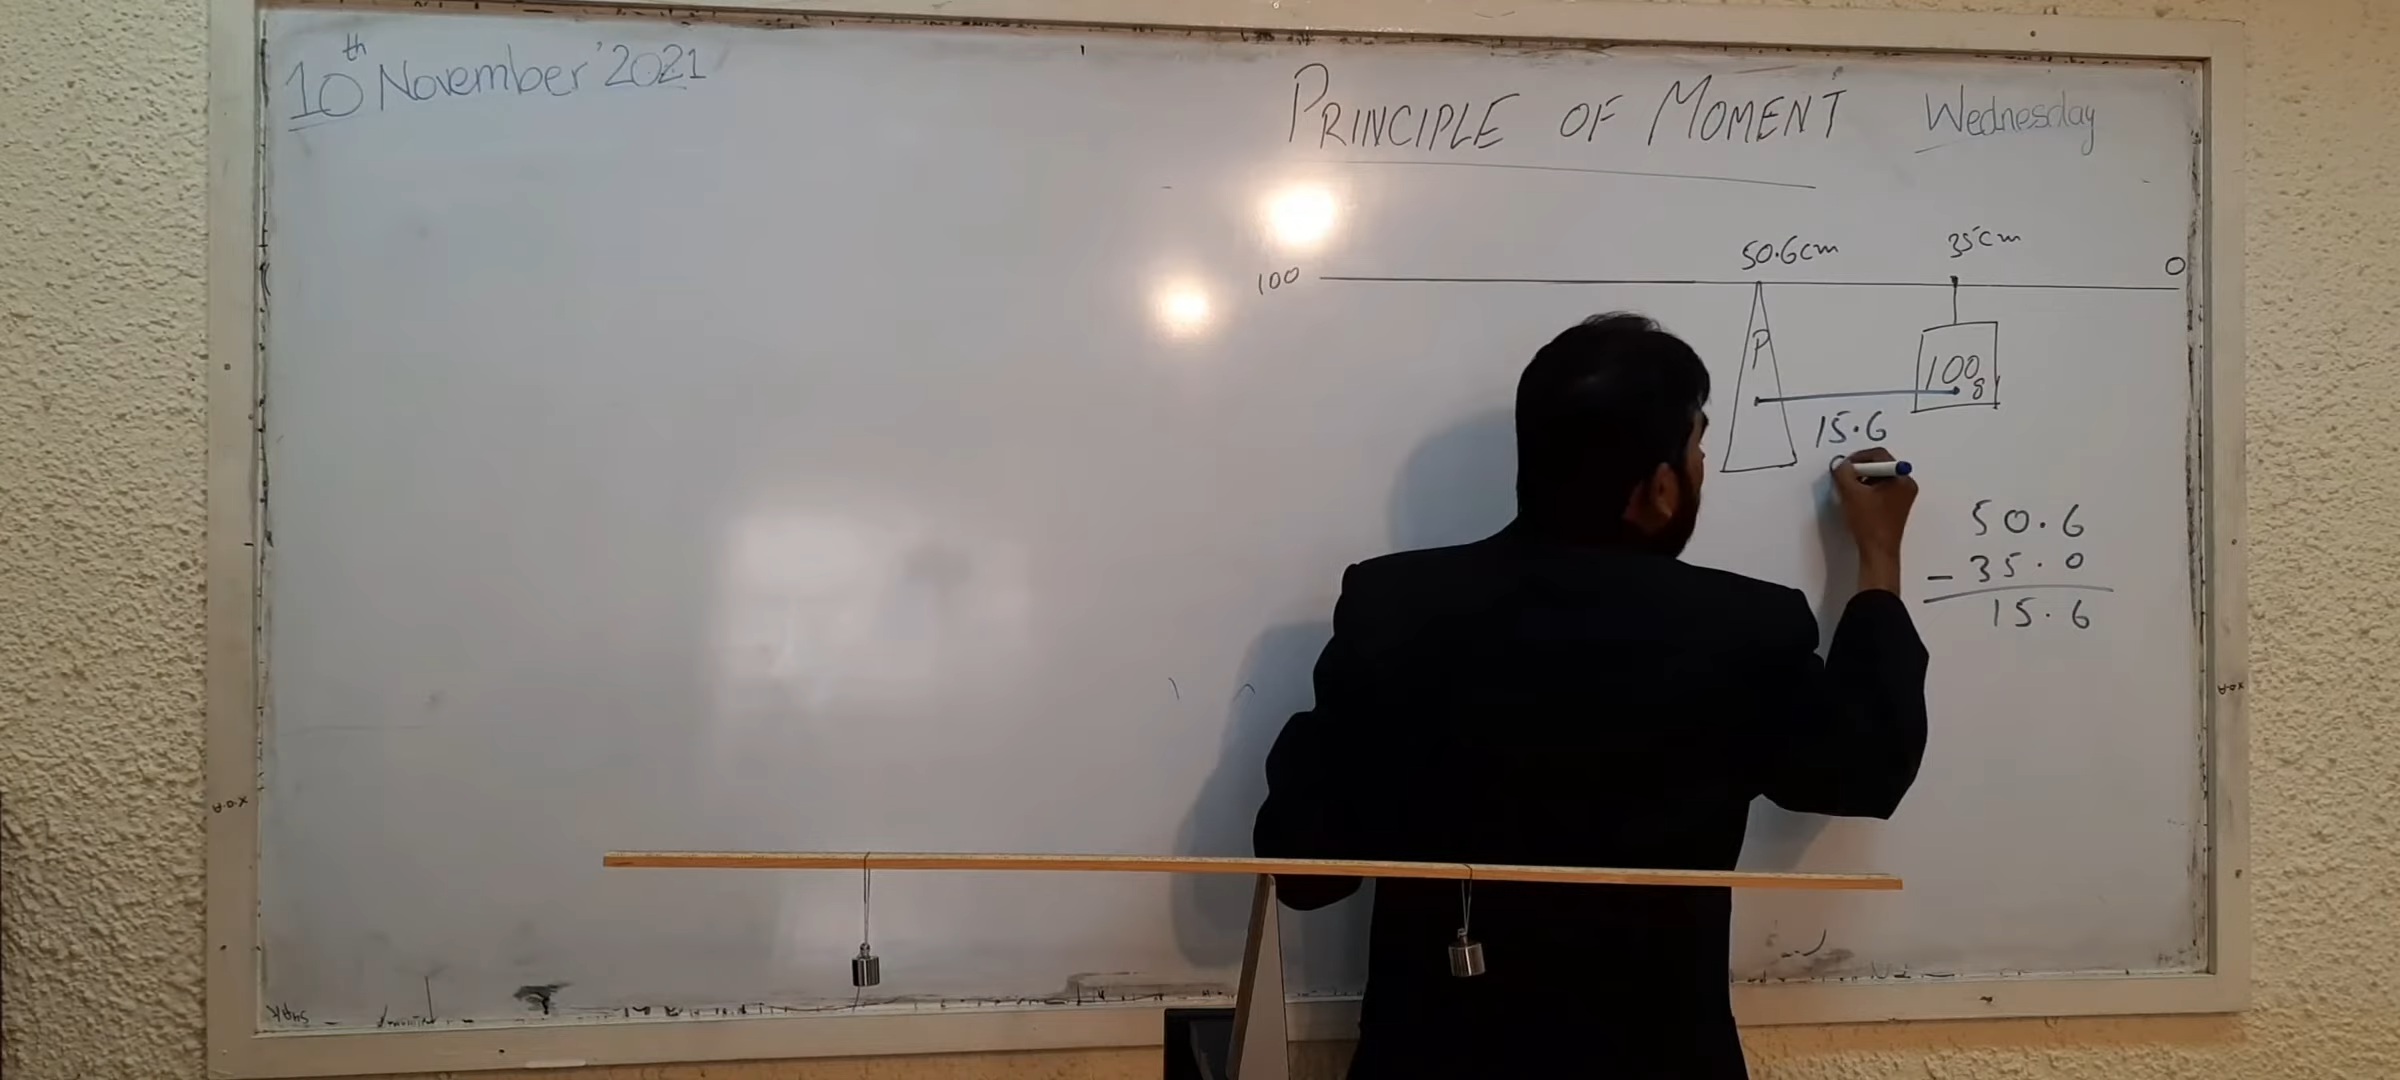 10th November '2021
PRINCIPLE OF MOMENT
Wednesday
50.6cm
35cm
100
0
P
100g
15.6
50.6
- 35.0
15.6
X.O.A
X.O.A